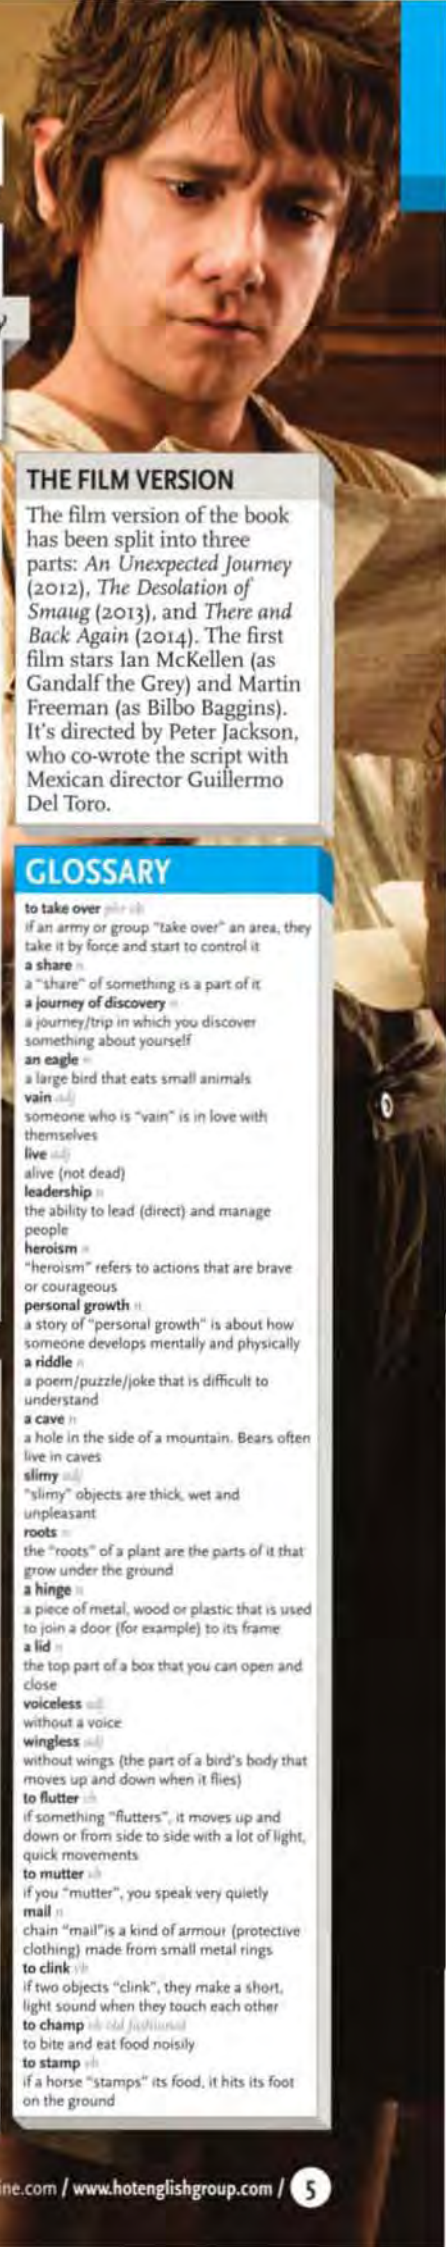 THE FILM VERSION
The film version of the book
has been split into three
parts: An Unexpected Journey
(2012), The Desolation of
Smaug (2013), and There and
Back Again (2014). The first
film stars Ian McKellen (as
Gandalf the Grey) and Martin
Freeman (as Bilbo Baggins).
It's directed by Peter Jackson,
who co-wrote the script with
Mexican director Guillermo
Del Toro.
GLOSSARY
to take over phr vb
if an army or group "take over" an area, they
take it by force and start to control it
a share n
a "share" of something is a part of it
a journey of discovery n
a journey/trip in which you discover
something about yourself
an eagle n
a large bird that eats small animals
vain adj
someone who is "vain" is in love with
themselves
live adj
alive (not dead)
leadership n
the ability to lead (direct) and manage
people
heroism n
"heroism" refers to actions that are brave
or courageous
personal growth n
a story of "personal growth" is about how
someone develops mentally and physically
a riddle n
a poem/puzzle/joke that is difficult to
understand
a cave n
a hole in the side of a mountain. Bears often
live in caves
slimy adj
"slimy" objects are thick, wet and
unpleasant
roots n
the "roots" of a plant are the parts of it that
grow under the ground
a hinge n
a piece of metal, wood or plastic that is used
to join a door (for example) to its frame
a lid n
the top part of a box that you can open and
close
voiceless adj
without a voice
wingless adj
without wings (the part of a bird's body that
moves up and down when it flies)
to flutter vb
if something "flutters", it moves up and
down or from side to side with a lot of light,
quick movements
to mutter vb
if you "mutter", you speak very quietly
mail n
chain "mail"is a kind of armour (protective
clothing) made from small metal rings
to clink vb
if two objects "clink", they make a short,
light sound when they touch each other
to champ vb old fashioned
to bite and eat food noisily
to stamp vb
if a horse "stamps" its food, it hits its foot
on the ground
ine.com / www.hotenglishgroup.com / 5